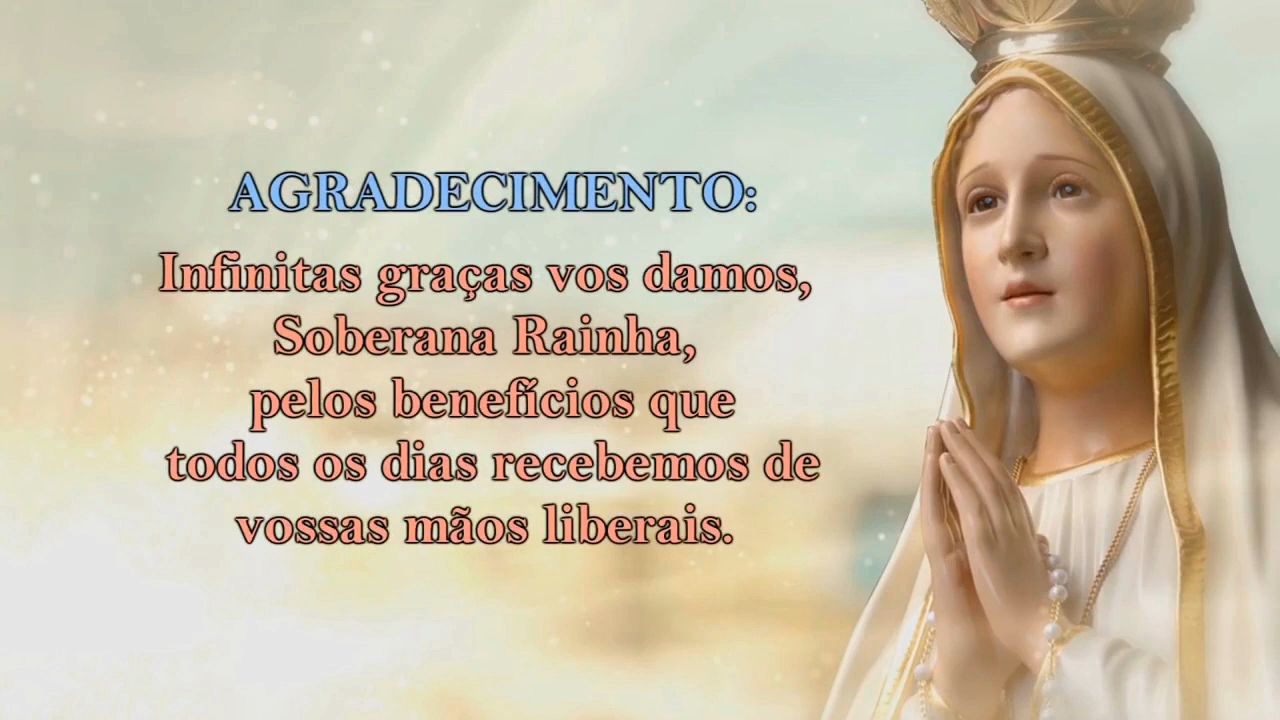 AGRADECIMENTO:
Infinitas graças vos damos,
Soberana Rainha,
pelos benefícios que
todos os dias recebemos de
vossas mãos liberais.